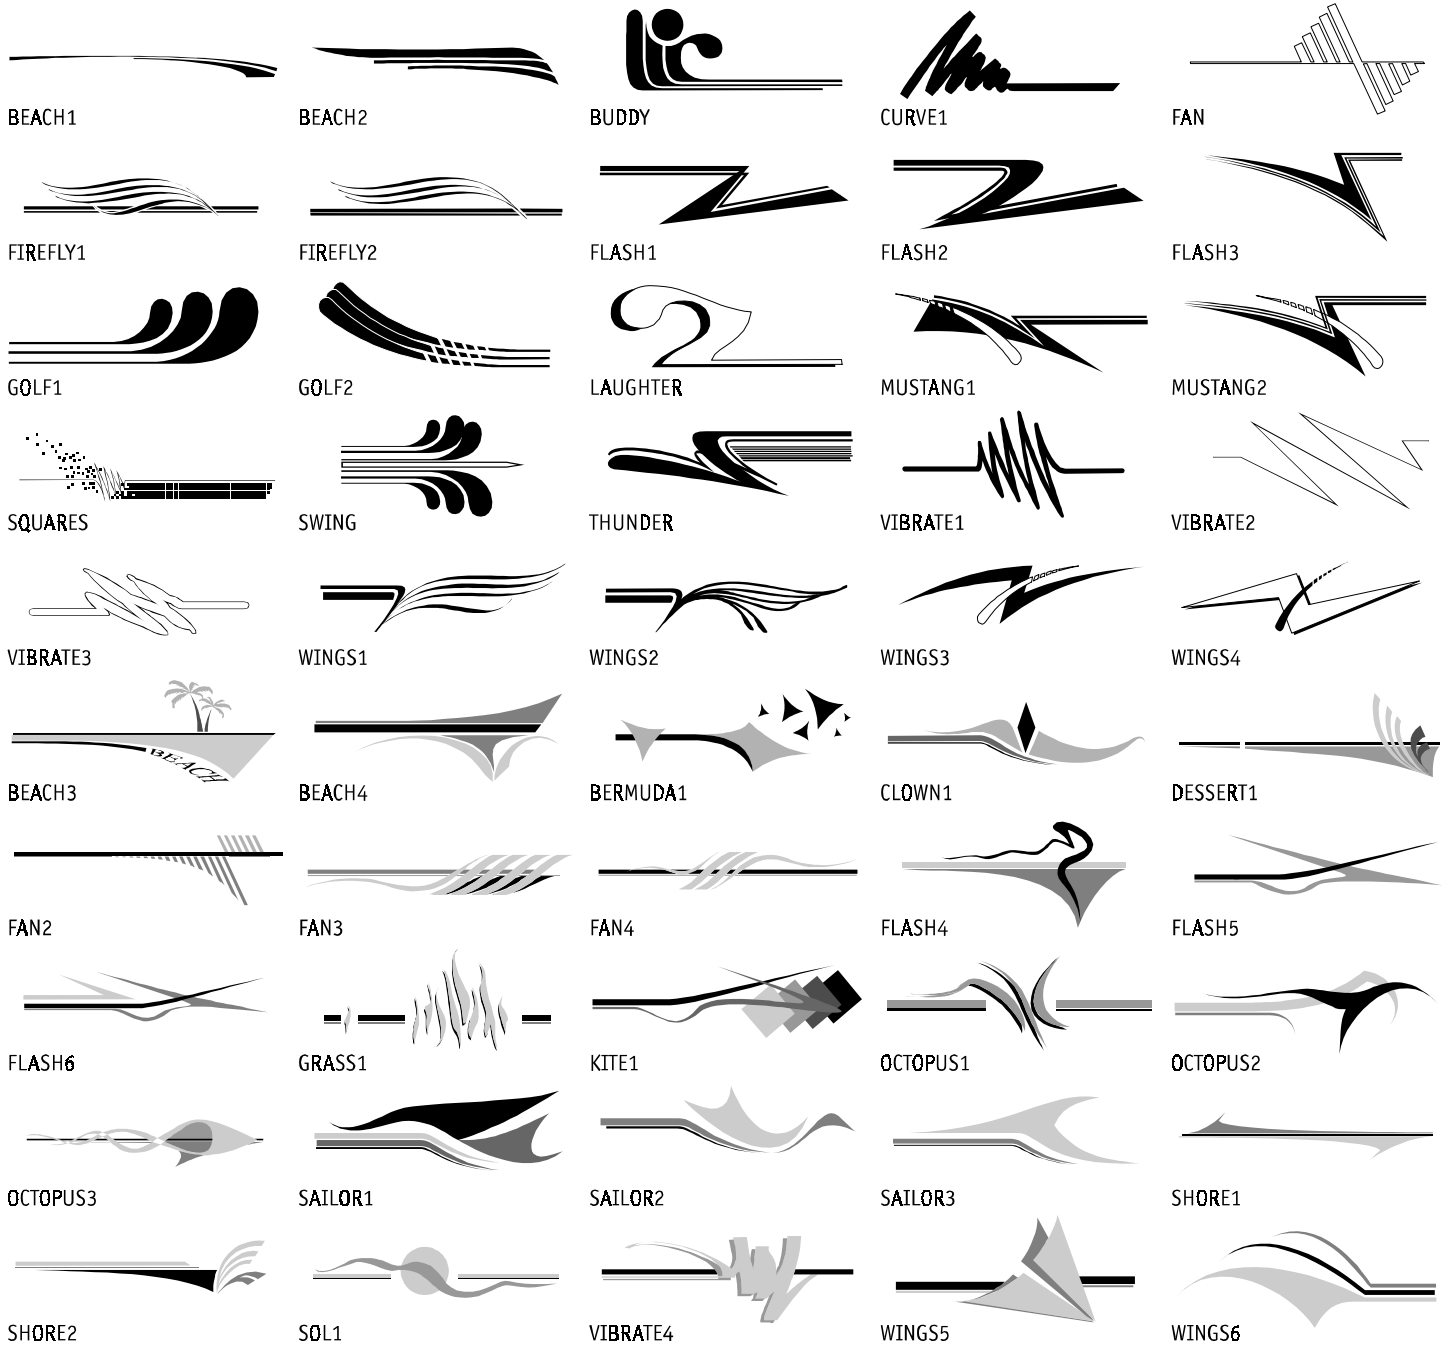 BEACH1 BEACH2 BUDDY CURVE1 FAN
FIREFLY1 FIREFLY2 FLASH1 FLASH2 FLASH3
GOLF1 GOLF2 LAUGHTER MUSTANG1 MUSTANG2
SQUARES SWING THUNDER VIBRATE1 VIBRATE2
VIBRATE3 WINGS1 WINGS2 WINGS3 WINGS4
BEACH
BEACH3 BEACH4 BERMUDA1 CLOWN1 DESSERT1
FAN2 FAN3 FAN4 FLASH4 FLASH5
FLASH6 GRASS1 KITE1 OCTOPUS1 OCTOPUS2
OCTOPUS3 SAILOR1 SAILOR2 SAILOR3 SHORE1
SHORE2 SOL1 VIBRATE4 WINGS5 WINGS6